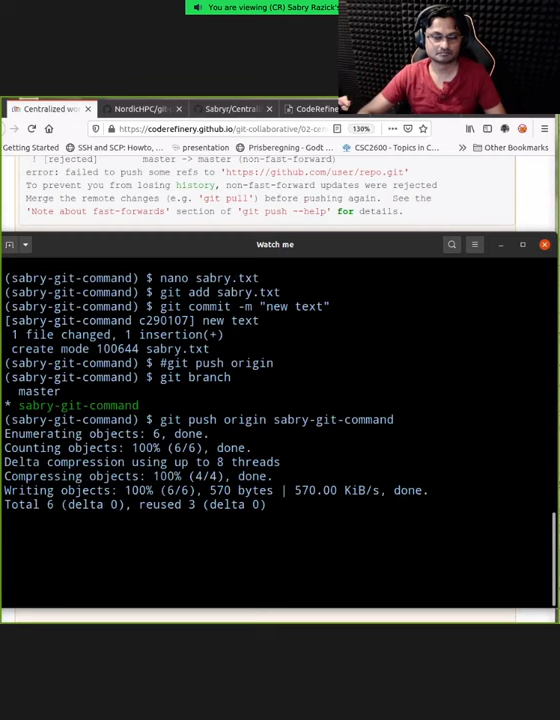 You are viewing (CR) Sabry Razick's
Centralized wo
NordicHPC/git-
Sabryr/Centrali
CodeRefine
https://coderefinery.github.io/git-collaborative/02-cen
130%
Getting Started
SSH and SCP: Howto, ...
presentation
Prisberegning - Godt ...
CSC2600 - Topics in C...
Other Bookmarks
! [rejected] master -> master (non-fast-forward)
error: failed to push some refs to 'https://github.com/user/repo.git'
To prevent you from losing history, non-fast-forward updates were rejected
Merge the remote changes (e.g. 'git pull') before pushing again. See the
'Note about fast-forwards' section of 'git push --help' for details.
Watch me
(sabry-git-command) $ nano sabry.txt
(sabry-git-command) $ git add sabry.txt
(sabry-git-command) $ git commit -m "new text"
[sabry-git-command c290107] new text
1 file changed, 1 insertion(+)
create mode 100644 sabry.txt
(sabry-git-command) $ #git push origin
(sabry-git-command) $ git branch
master
* sabry-git-command
(sabry-git-command) $ git push origin sabry-git-command
Enumerating objects: 6, done.
Counting objects: 100% (6/6), done.
Delta compression using up to 8 threads
Compressing objects: 100% (4/4), done.
Writing objects: 100% (6/6), 570 bytes | 570.00 KiB/s, done.
Total 6 (delta 0), reused 3 (delta 0)